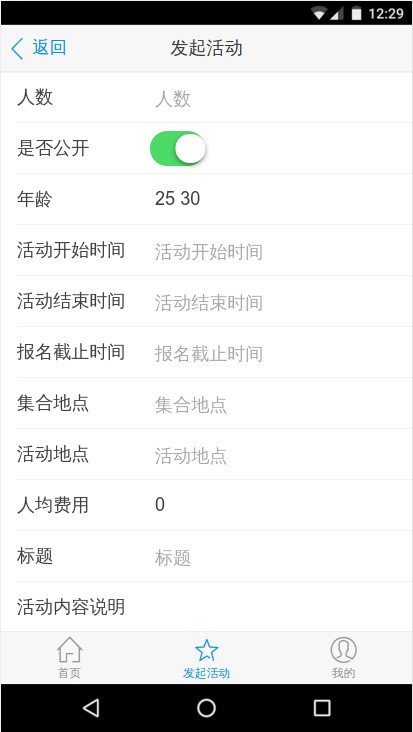 12:29
返回 发起活动
人数 人数
是否公开
年龄 25 30
活动开始时间 活动开始时间
活动结束时间 活动结束时间
报名截止时间 报名截止时间
集合地点 集合地点
活动地点 活动地点
人均费用 0
标题 标题
活动内容说明
首页 发起活动 我的